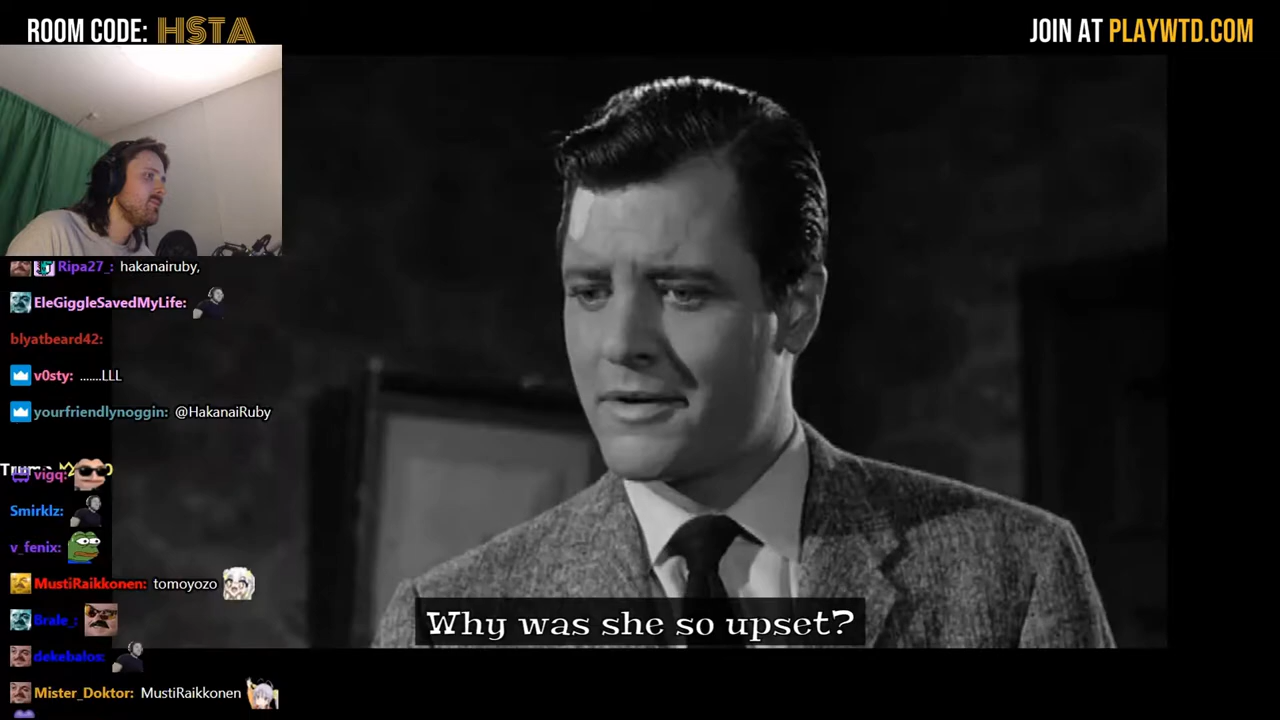 ROOM CODE: HSTA
JOIN AT PLAYWTD.COM
Ripa27_: hakanairuby,
EleGiggleSavedMyLife:
blyatbeard42:
v0sty: .......LLL
yourfriendlynoggin: @HakanaiRuby
vigq:
Smirklz:
v_fenix:
MustiRaikkonen: tomoyozo
Brale_:
dekebalos:
Mister_Doktor: MustiRaikkonen
Why was she so upset?